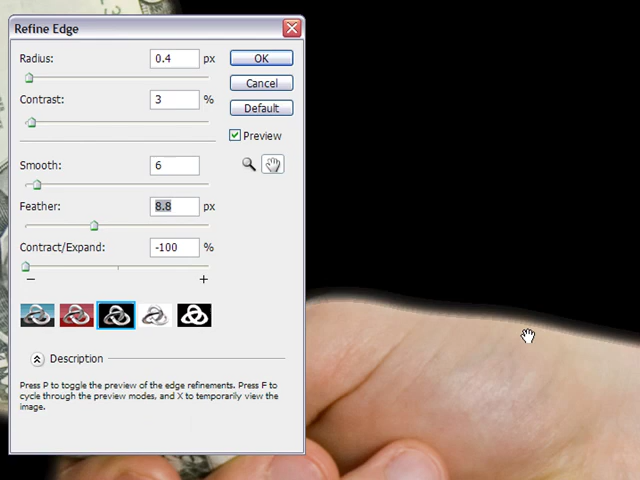 Refine Edge
Radius: 0.4 px OK
Cancel
Contrast: 3 % Default
Preview
Smooth: 6
Feather: 8.8 px
Contract/Expand: -100 %
Description
Press P to toggle the preview of the edge refinements. Press F to
cycle through the preview modes, and X to temporarily view the
image.